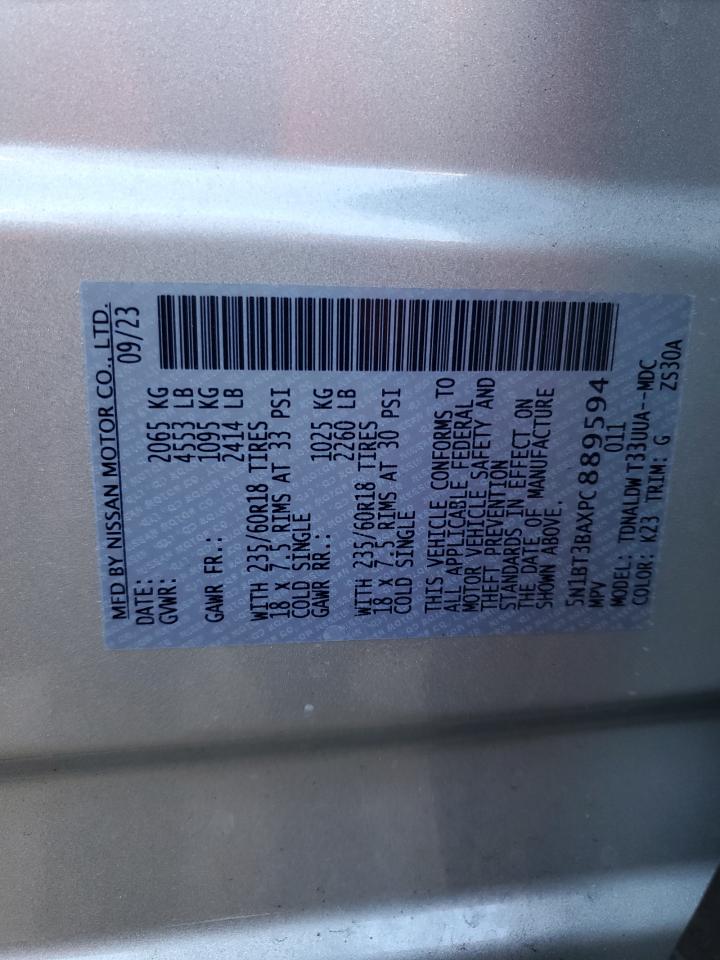 MFD BY NISSAN MOTOR CO., LTD.
DATE: 09/23
GVWR: 2065 KG
4553 LB
GAWR FR.: 1095 KG
2414 LB
WITH 235/60R18 TIRES
18 X 7.5 RIMS AT 33 PSI
COLD SINGLE
GAWR RR.: 1025 KG
2260 LB
WITH 235/60R18 TIRES
18 X 7.5 RIMS AT 30 PSI
COLD SINGLE
THIS VEHICLE CONFORMS TO
ALL APPLICABLE FEDERAL
MOTOR VEHICLE SAFETY AND
THEFT PREVENTION
STANDARDS IN EFFECT ON
THE DATE OF MANUFACTURE
SHOWN ABOVE.
5N1BT3BAXPC889594
MPV 011
MODEL: TDNALDW T33UUA--MDC
COLOR: K23 TRIM: G ZS30A